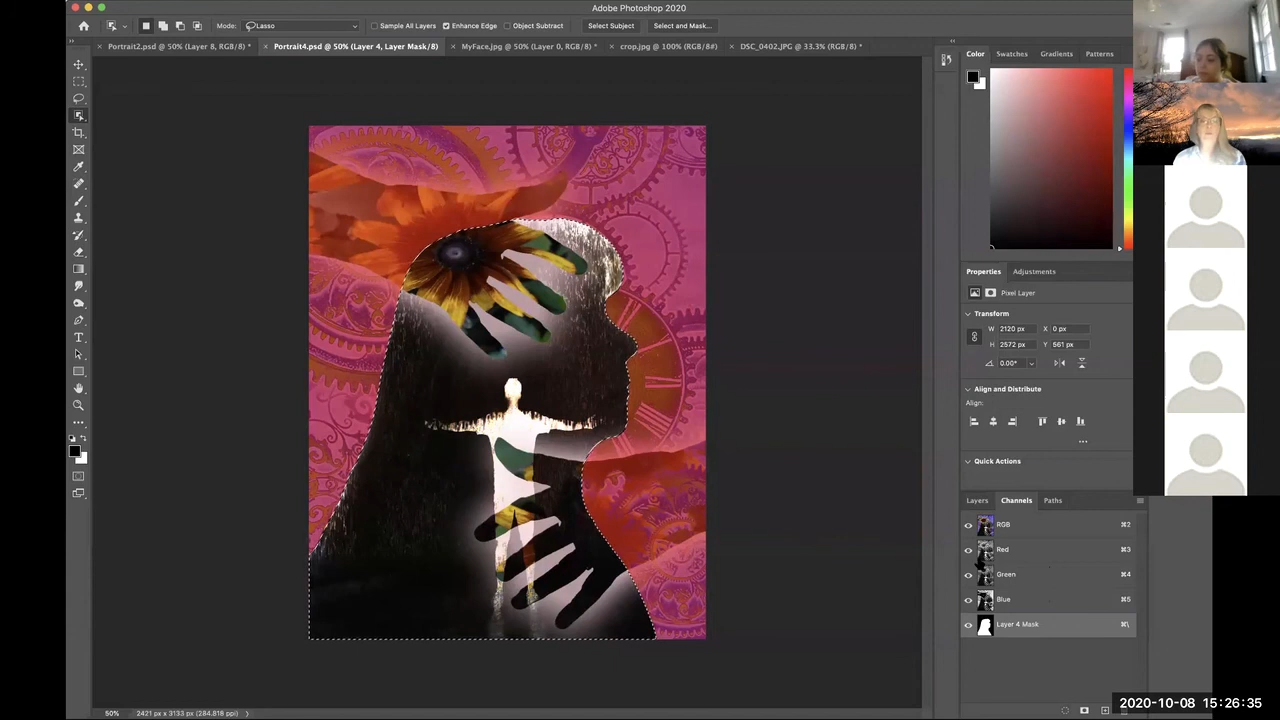 Adobe Photoshop 2020
Mode: Lasso Sample All Layers Enhance Edge Object Subtract Select Subject Select and Mask...
Portrait2.psd @ 50% (Layer 8, RGB/8) * Portrait4.psd @ 50% (Layer 4, Layer Mask/8) MyFace.jpg @ 50% (Layer 0, RGB/8) * crop.jpg @ 100% (RGB/8#) DSC_0402.JPG @ 33.3% (RGB/8) *
Color Swatches Gradients Patterns
Properties Adjustments
Pixel Layer
Transform
W 2120 px X 0 px
H 2572 px Y 561 px
0.00°
Align and Distribute
Align:
Quick Actions
Layers Channels Paths
RGB ⌘2
Red ⌘3
Green ⌘4
Blue ⌘5
Layer 4 Mask ⌘\
50% 2421 px x 3133 px (284.818 ppi)
2020-10-08 15:26:35